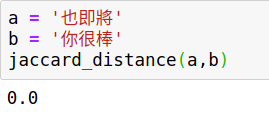 a = '也即將'
b = '你很棒'
jaccard_distance(a,b)
0.0